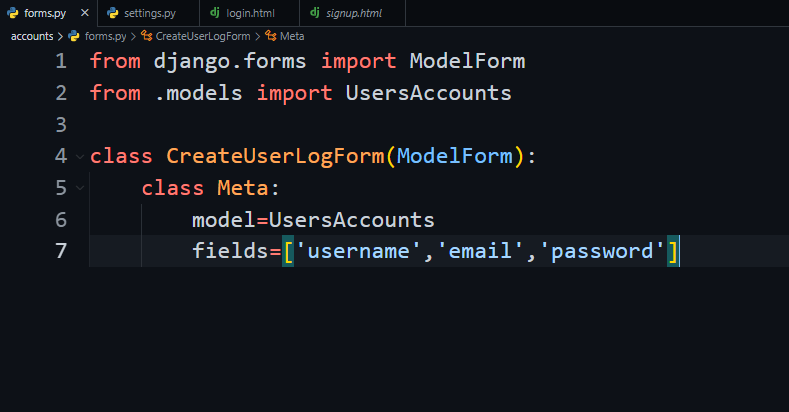 forms.py settings.py login.html signup.html
accounts > forms.py > CreateUserLogForm > Meta
1 from django.forms import ModelForm
2 from .models import UsersAccounts
3
4 class CreateUserLogForm(ModelForm):
5     class Meta:
6         model=UsersAccounts
7         fields=['username','email','password']